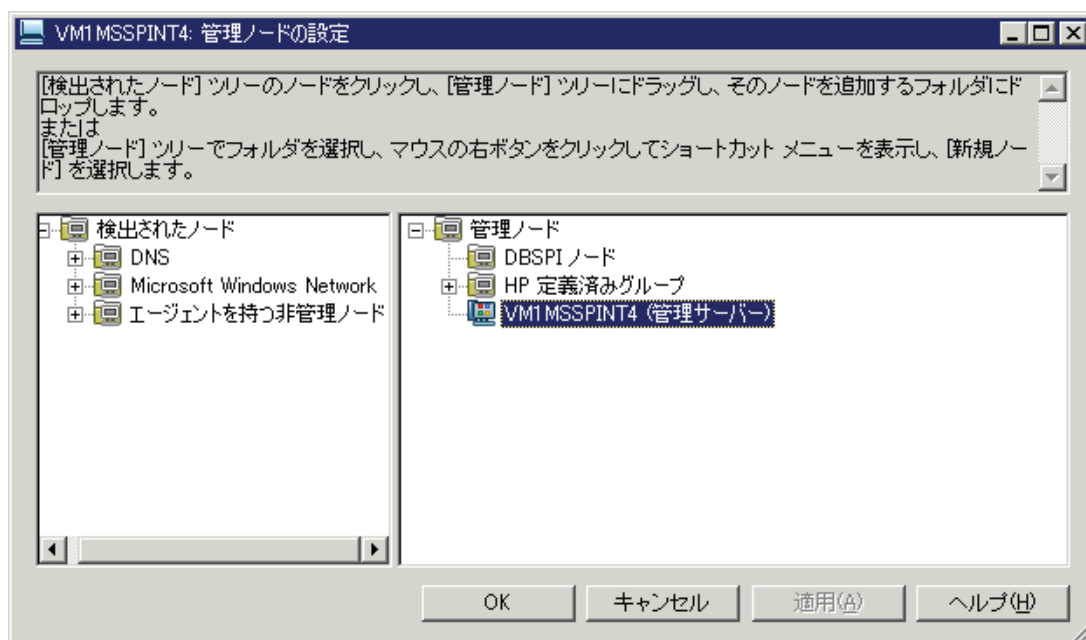 VM1MSSPINT4: 管理ノードの設定
[検出されたノード] ツリーのノードをクリックし、[管理ノード] ツリーにドラッグし、そのノードを追加するフォルダにド
ロップします。
または
[管理ノード] ツリーでフォルダを選択し、マウスの右ボタンをクリックしてショートカット メニューを表示し、[新規ノー
ド] を選択します。
検出されたノード
DNS
Microsoft Windows Network
エージェントを持つ非管理ノード
管理ノード
DBSPI ノード
HP 定義済みグループ
VM1MSSPINT4 (管理サーバー)
OK
キャンセル
適用(A)
ヘルプ(H)